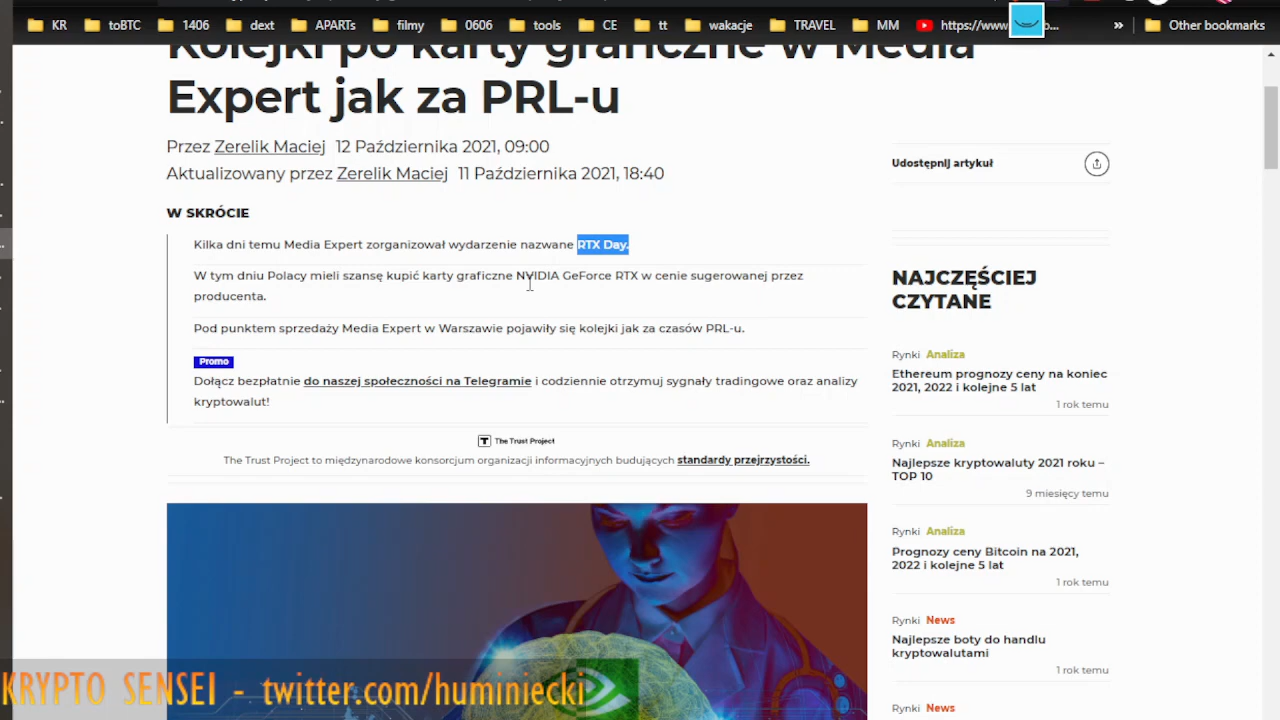 KR toBTC 1406 dext APARTs filmy 0606 tools CE tt wakacje TRAVEL MM https://www. » Other bookmarks
Kolejki po karty graficzne w Media
Expert jak za PRL-u
Przez Zerelik Maciej 12 Października 2021, 09:00
Aktualizowany przez Zerelik Maciej 11 Października 2021, 18:40
Udostępnij artykuł
W SKRÓCIE
Kilka dni temu Media Expert zorganizował wydarzenie nazwane RTX Day.
W tym dniu Polacy mieli szansę kupić karty graficzne NVIDIA GeForce RTX w cenie sugerowanej przez
producenta.
Pod punktem sprzedaży Media Expert w Warszawie pojawiły się kolejki jak za czasów PRL-u.
Promo
Dołącz bezpłatnie do naszej społeczności na Telegramie i codziennie otrzymuj sygnały tradingowe oraz analizy
kryptowalut!
The Trust Project
The Trust Project to międzynarodowe konsorcjum organizacji informacyjnych budujących standardy przejrzystości.
NAJCZĘŚCIEJ
CZYTANE
Rynki Analiza
Ethereum prognozy ceny na koniec
2021, 2022 i kolejne 5 lat
1 rok temu
Rynki Analiza
Najlepsze kryptowaluty 2021 roku –
TOP 10
9 miesięcy temu
Rynki Analiza
Prognozy ceny Bitcoin na 2021,
2022 i kolejne 5 lat
1 rok temu
Rynki News
Najlepsze boty do handlu
kryptowalutami
1 rok temu
Rynki News
KRYPTO SENSEI - twitter.com/huminiecki